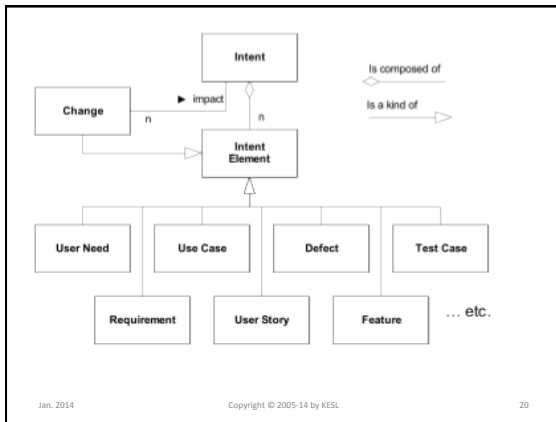 Intent
Is composed of
Change
► impact
n
n
Is a kind of
Intent
Element
User Need
Use Case
Defect
Test Case
Requirement
User Story
Feature
... etc.
Jan. 2014
Copyright © 2005-14 by KESL
20